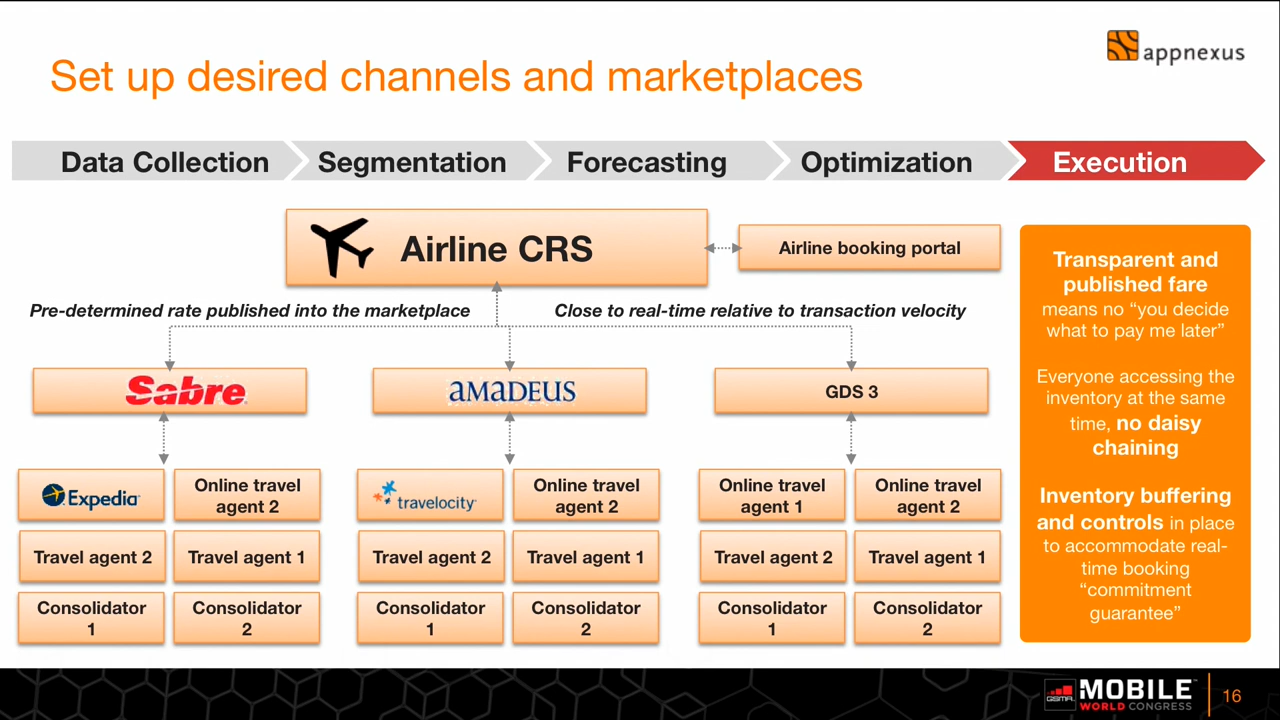 appnexus
Set up desired channels and marketplaces
Data Collection
Segmentation
Forecasting
Optimization
Execution
Airline CRS
Airline booking portal
Pre-determined rate published into the marketplace
Close to real-time relative to transaction velocity
Sabre
amadeus
GDS 3
Expedia
Online travel
agent 2
travelocity
Online travel
agent 2
Online travel
agent 1
Online travel
agent 2
Travel agent 2
Travel agent 1
Travel agent 2
Travel agent 1
Travel agent 2
Travel agent 1
Consolidator
1
Consolidator
2
Consolidator
1
Consolidator
2
Consolidator
1
Consolidator
2
Transparent and
published fare
means no “you decide
what to pay me later”
Everyone accessing the
inventory at the same
time, no daisy
chaining
Inventory buffering
and controls in place
to accommodate real-
time booking
“commitment
guarantee”
GSMA
MOBILE
WORLD CONGRESS
16